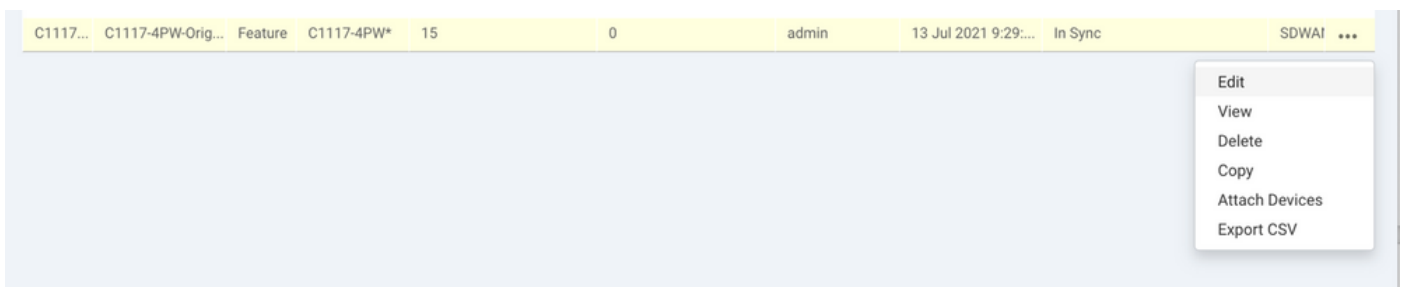 C1117... C1117-4PW-Orig... Feature C1117-4PW* 15 0 admin 13 Jul 2021 9:29:... In Sync SDWAI ...
Edit
View
Delete
Copy
Attach Devices
Export CSV